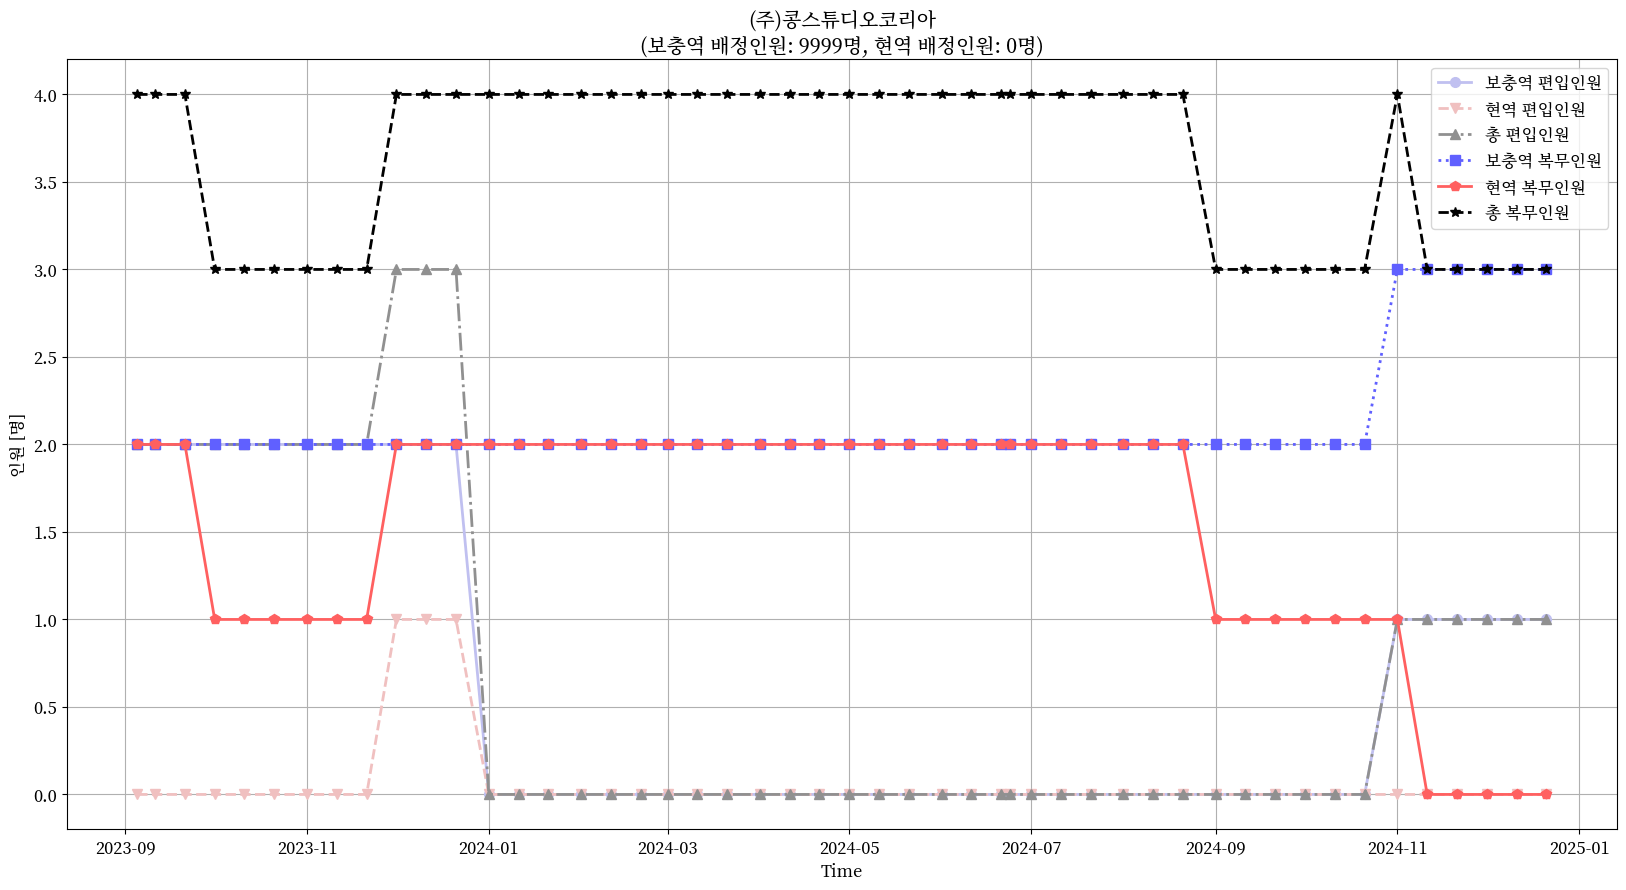 (주)콩스튜디오코리아
(보충역 배정인원: 9999명, 현역 배정인원: 0명)
보충역 편입인원
현역 편입인원
총 편입인원
보충역 복무인원
현역 복무인원
총 복무인원
인원 [명]
4.0
3.5
3.0
2.5
2.0
1.5
1.0
0.5
0.0
2023-09
2023-11
2024-01
2024-03
2024-05
2024-07
2024-09
2024-11
2025-01
Time